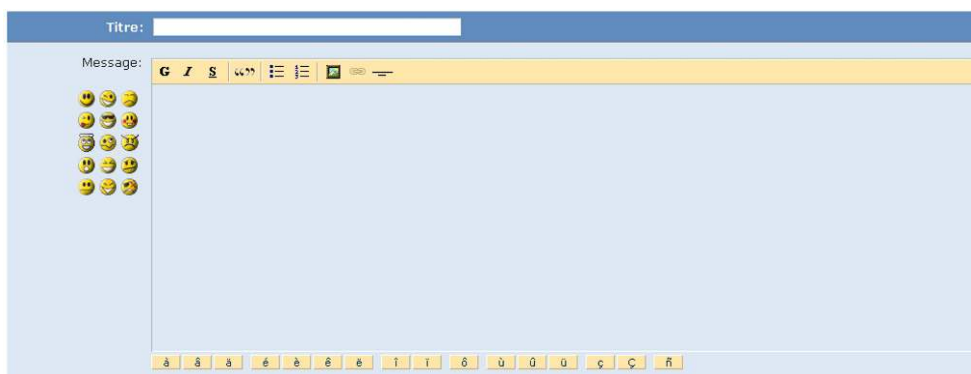 Titre:
Message:
G I S “”
à â ä é è ê ë î ï ô ù û ü ç Ç ñ